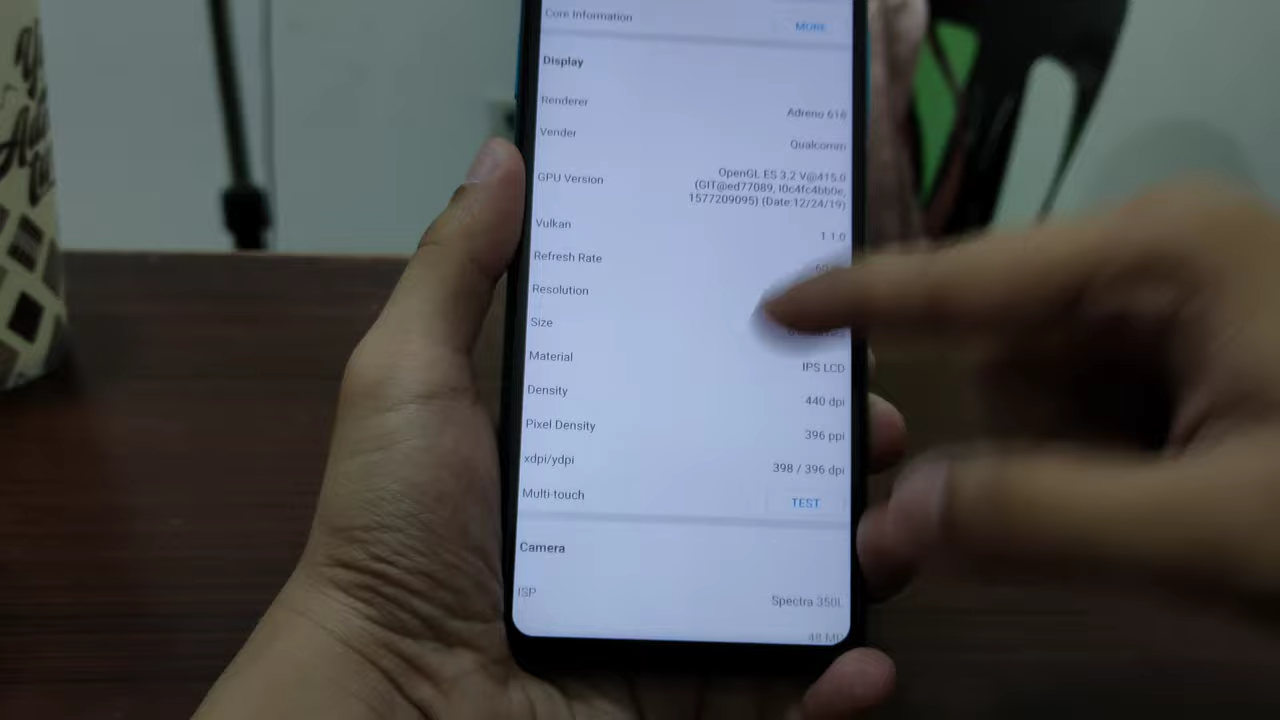 Core Information
MORE
Display
Renderer
Adreno 618
Vender
Qualcomm
GPU Version
OpenGL ES 3.2 V@415.0
(GIT@ed77089, I0c4fc4bb0e,
1577209095) (Date:12/24/19)
Vulkan
1.1.0
Refresh Rate
Resolution
Size
Material
IPS LCD
Density
440 dpi
Pixel Density
396 ppi
xdpi/ydpi
398 / 396 dpi
Multi-touch
TEST
Camera
ISP
Spectra 350L
48 MP